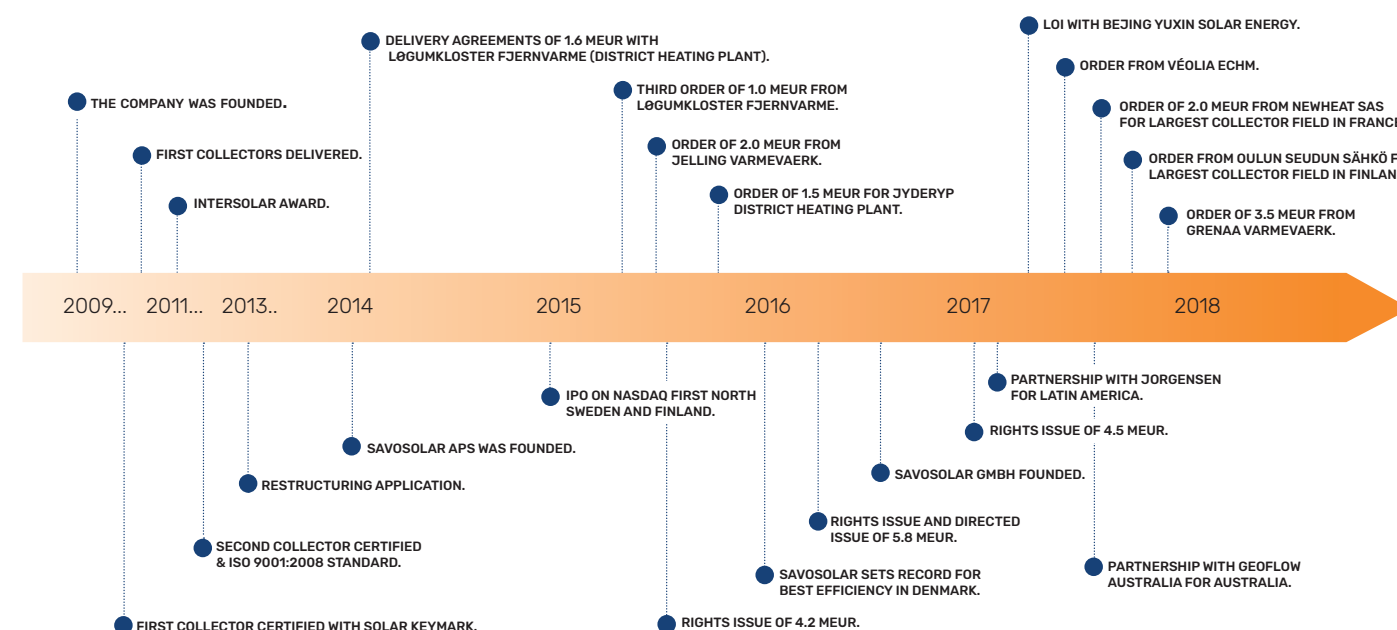 LOI WITH BEJING YUXIN SOLAR ENERGY.
DELIVERY AGREEMENTS OF 1.6 MEUR WITH
LØGUMKLOSTER FJERNVARME (DISTRICT HEATING PLANT).
ORDER FROM VÉOLIA ECHM.
THIRD ORDER OF 1.0 MEUR FROM
LØGUMKLOSTER FJERNVARME.
THE COMPANY WAS FOUNDED.
ORDER OF 2.0 MEUR FROM NEWHEAT SAS
FOR LARGEST COLLECTOR FIELD IN FRANCE
ORDER OF 2.0 MEUR FROM
JELLING VARMEVAERK.
FIRST COLLECTORS DELIVERED.
ORDER FROM OULUN SEUDUN SÄHKÖ F
LARGEST COLLECTOR FIELD IN FINLAN
INTERSOLAR AWARD.
ORDER OF 1.5 MEUR FOR JYDERYP
DISTRICT HEATING PLANT.
ORDER OF 3.5 MEUR FROM
GRENAA VARMEVAERK.
2009... 2011... 2013.. 2014 2015 2016 2017 2018
PARTNERSHIP WITH JORGENSEN
FOR LATIN AMERICA.
IPO ON NASDAQ FIRST NORTH
SWEDEN AND FINLAND.
RIGHTS ISSUE OF 4.5 MEUR.
SAVOSOLAR APS WAS FOUNDED.
SAVOSOLAR GMBH FOUNDED.
RESTRUCTURING APPLICATION.
RIGHTS ISSUE AND DIRECTED
ISSUE OF 5.8 MEUR.
SECOND COLLECTOR CERTIFIED
& ISO 9001:2008 STANDARD.
PARTNERSHIP WITH GEOFLOW
AUSTRALIA FOR AUSTRALIA.
SAVOSOLAR SETS RECORD FOR
BEST EFFICIENCY IN DENMARK.
RIGHTS ISSUE OF 4.2 MEUR.
FIRST COLLECTOR CERTIFIED WITH SOLAR KEYMARK.